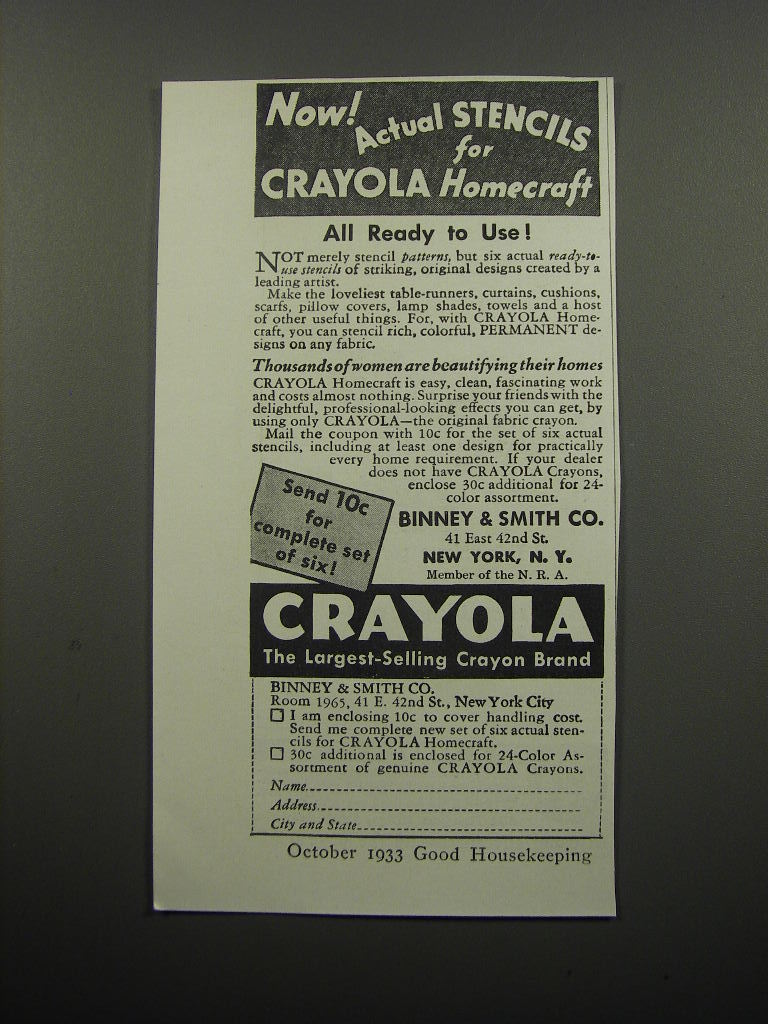 Now!
Actual STENCILS
for
CRAYOLA Homecraft
All Ready to Use!
NOT merely stencil patterns, but six actual ready-to-
use stencils of striking, original designs created by a
leading artist.
Make the loveliest table-runners, curtains, cushions,
scarfs, pillow covers, lamp shades, towels and a host
of other useful things. For, with CRAYOLA Home-
craft, you can stencil rich, colorful, PERMANENT de-
signs on any fabric.
Thousands of women are beautifying their homes
CRAYOLA Homecraft is easy, clean, fascinating work
and costs almost nothing. Surprise your friends with the
delightful, professional-looking effects you can get, by
using only CRAYOLA—the original fabric crayon.
Mail the coupon with 10c for the set of six actual
stencils, including at least one design for practically
every home requirement. If your dealer
does not have CRAYOLA Crayons,
enclose 30c additional for 24-
color assortment.
Send 10c
for
complete set
of six!
BINNEY & SMITH CO.
41 East 42nd St.
NEW YORK, N. Y.
Member of the N. R. A.
CRAYOLA
The Largest-Selling Crayon Brand
BINNEY & SMITH CO.
Room 1965, 41 E. 42nd St., New York City
I am enclosing 10c to cover handling cost.
Send me complete new set of six actual sten-
cils for CRAYOLA Homecraft.
30c additional is enclosed for 24-Color As-
sortment of genuine CRAYOLA Crayons.
Name
Address
City and State
October 1933 Good Housekeeping